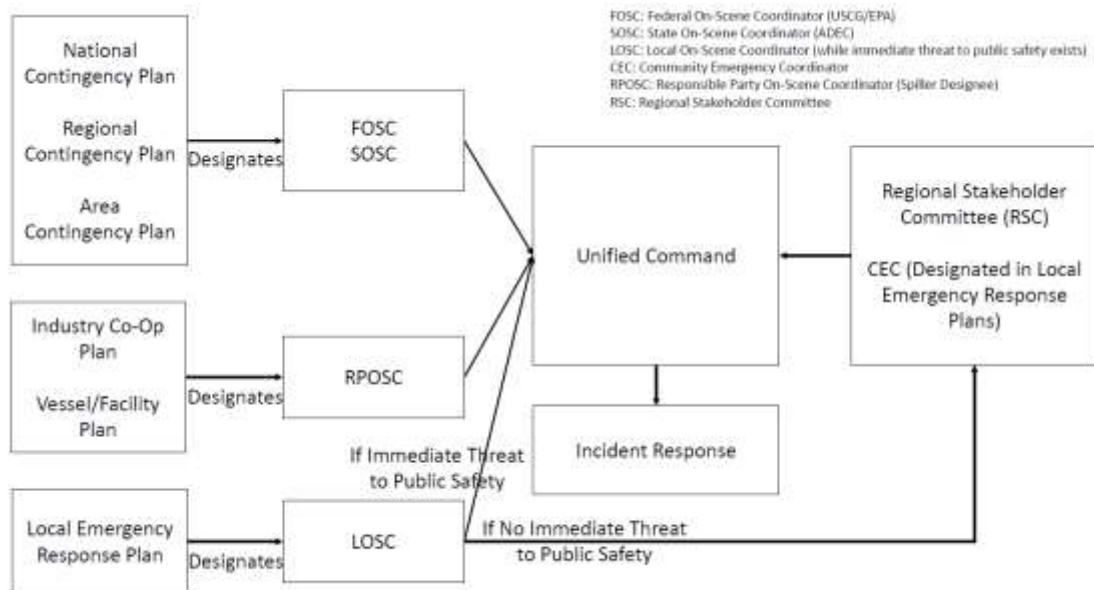 FOSC: Federal On-Scene Coordinator (USCG/EPA)
SOSC: State On-Scene Coordinator (ADEC)
LOSC: Local On-Scene Coordinator (while immediate threat to public safety exists)
CEC: Community Emergency Coordinator
RPOSC: Responsible Party On-Scene Coordinator (Spiller Designee)
RSC: Regional Stakeholder Committee
National
Contingency Plan
Regional
Contingency Plan
Area
Contingency Plan
Designates
FOSC
SOSC
Unified Command
Regional Stakeholder
Committee (RSC)
CEC (Designated in Local
Emergency Response
Plans)
Industry Co-Op
Plan
Vessel/Facility
Plan
Designates
RPOSC
Incident Response
If Immediate Threat
to Public Safety
Local Emergency
Response Plan
Designates
LOSC
If No Immediate Threat
to Public Safety